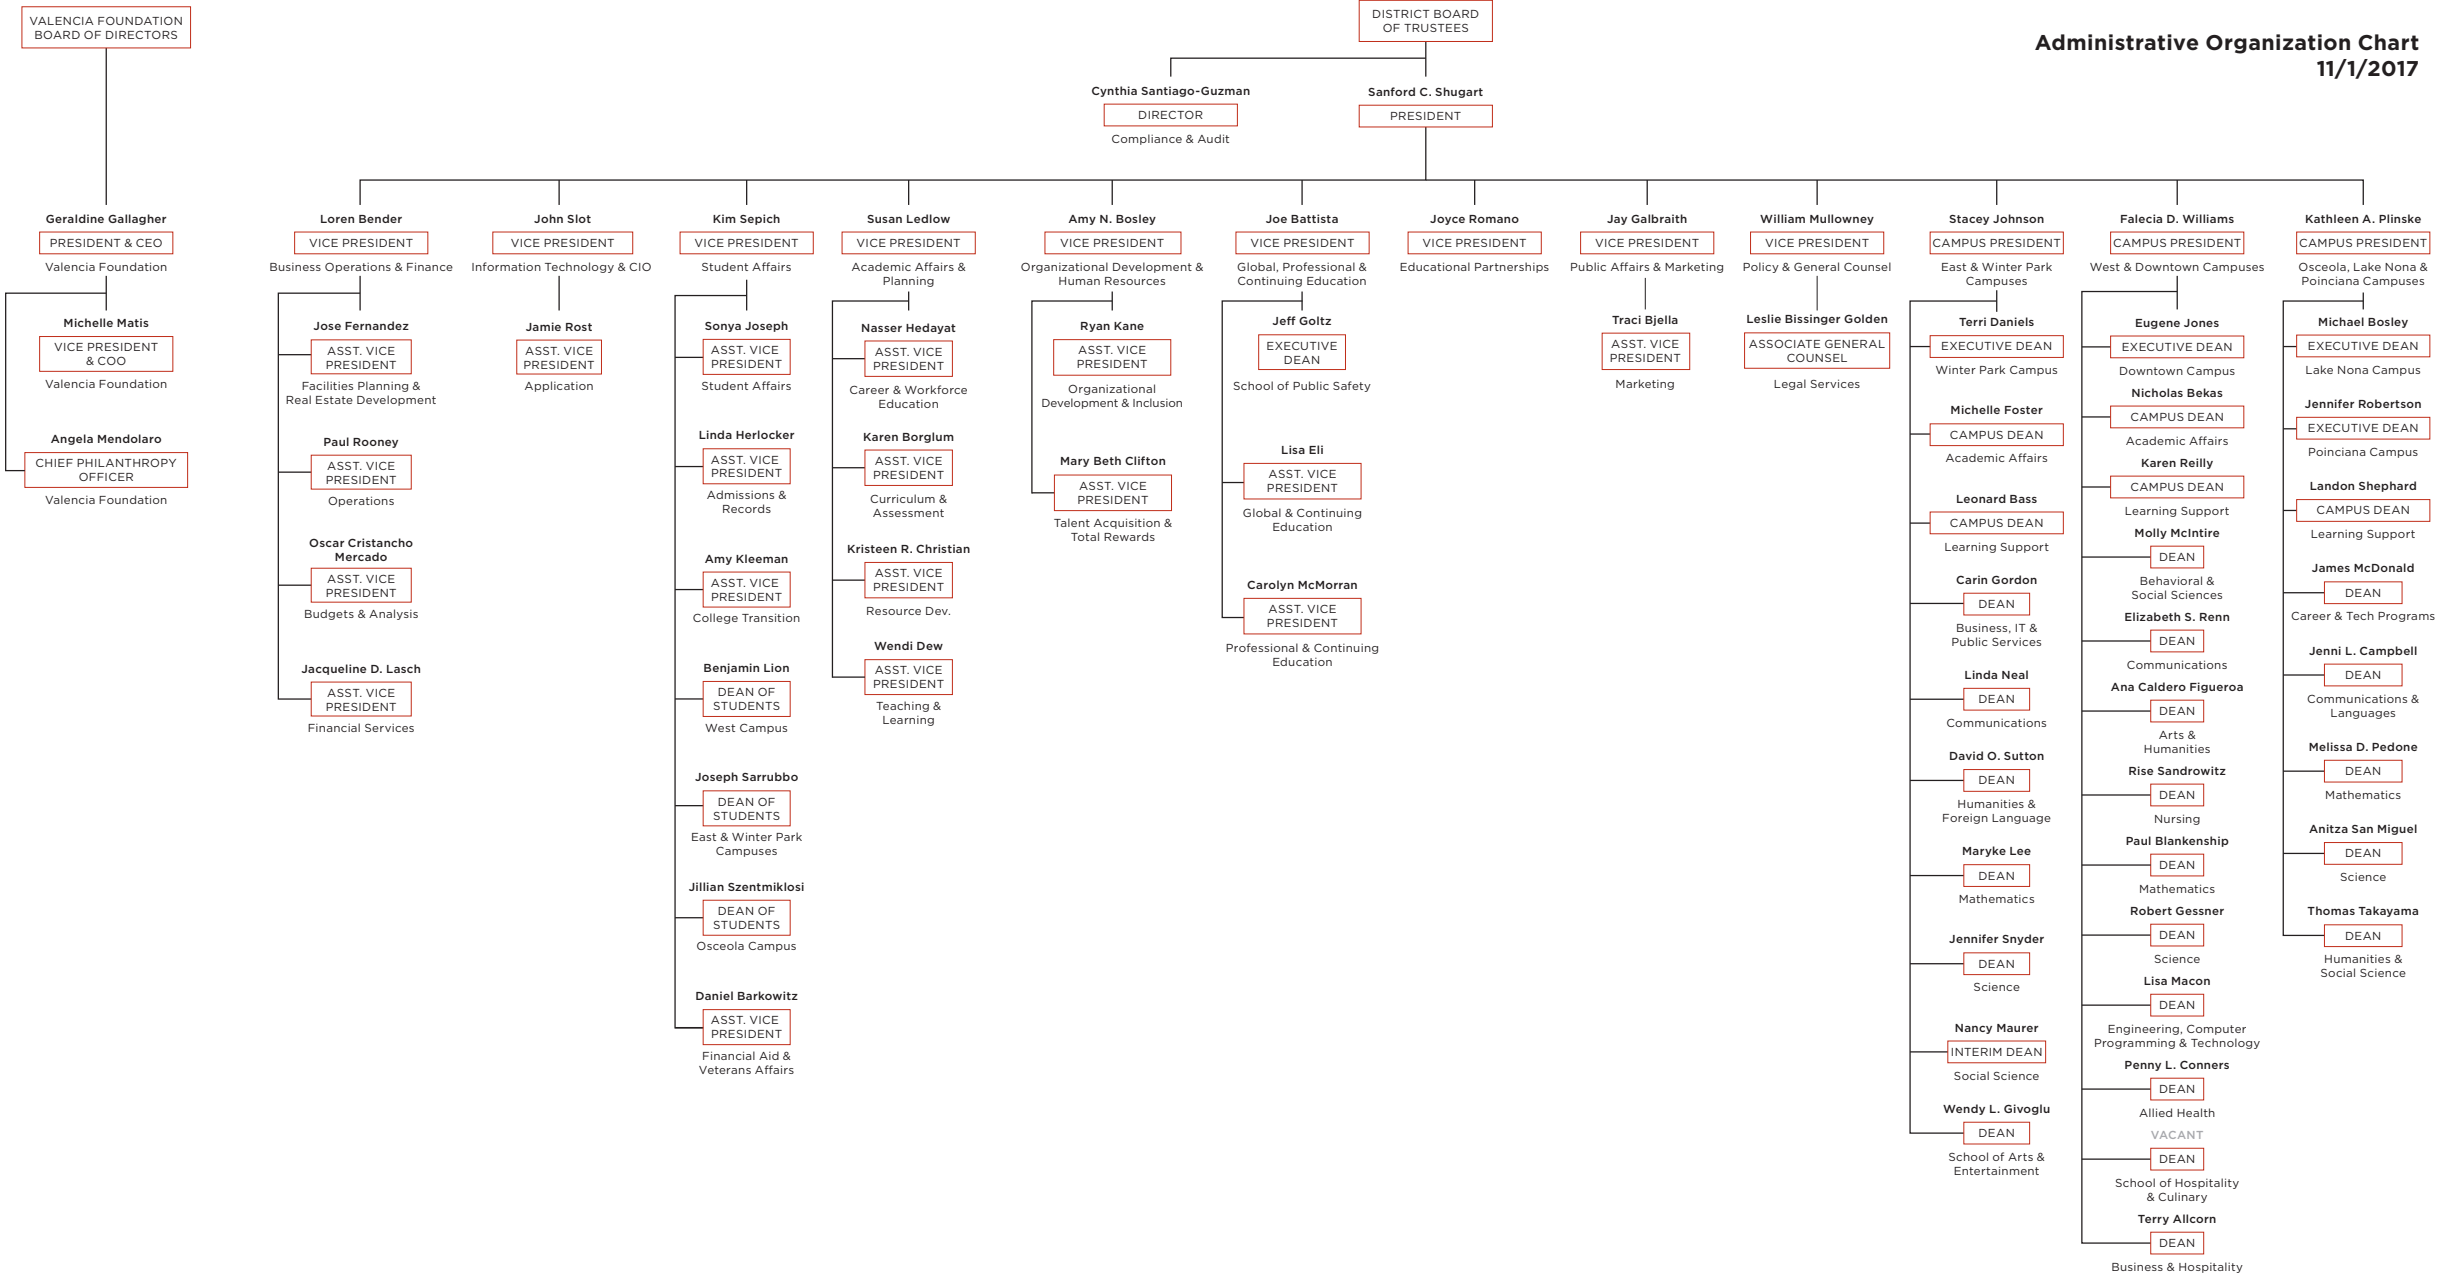 VALENCIA FOUNDATION
BOARD OF DIRECTORS
DISTRICT BOARD
OF TRUSTEES
Administrative Organization Chart
11/1/2017
Cynthia Santiago-Guzman
DIRECTOR
Compliance & Audit
Sanford C. Shugart
PRESIDENT
Geraldine Gallagher
PRESIDENT & CEO
Valencia Foundation
Michelle Matis
VICE PRESIDENT
& COO
Valencia Foundation
Angela Mendolaro
CHIEF PHILANTHROPY
OFFICER
Valencia Foundation
Loren Bender
VICE PRESIDENT
Business Operations & Finance
Jose Fernandez
ASST. VICE
PRESIDENT
Facilities Planning &
Real Estate Development
Paul Rooney
ASST. VICE
PRESIDENT
Operations
Oscar Cristancho
Mercado
ASST. VICE
PRESIDENT
Budgets & Analysis
Jacqueline D. Lasch
ASST. VICE
PRESIDENT
Financial Services
John Slot
VICE PRESIDENT
Information Technology & CIO
Jamie Rost
ASST. VICE
PRESIDENT
Application
Kim Sepich
VICE PRESIDENT
Student Affairs
Sonya Joseph
ASST. VICE
PRESIDENT
Student Affairs
Linda Herlocker
ASST. VICE
PRESIDENT
Admissions &
Records
Amy Kleeman
ASST. VICE
PRESIDENT
College Transition
Benjamin Lion
DEAN OF
STUDENTS
West Campus
Joseph Sarrubbo
DEAN OF
STUDENTS
East & Winter Park
Campuses
Jillian Szentmiklosi
DEAN OF
STUDENTS
Osceola Campus
Daniel Barkowitz
ASST. VICE
PRESIDENT
Financial Aid &
Veterans Affairs
Susan Ledlow
VICE PRESIDENT
Academic Affairs &
Planning
Nasser Hedayat
ASST. VICE
PRESIDENT
Career & Workforce
Education
Karen Borglum
ASST. VICE
PRESIDENT
Curriculum &
Assessment
Kristeen R. Christian
ASST. VICE
PRESIDENT
Resource Dev.
Wendi Dew
ASST. VICE
PRESIDENT
Teaching &
Learning
Amy N. Bosley
VICE PRESIDENT
Organizational Development &
Human Resources
Ryan Kane
ASST. VICE
PRESIDENT
Organizational
Development & Inclusion
Mary Beth Clifton
ASST. VICE
PRESIDENT
Talent Acquisition &
Total Rewards
Joe Battista
VICE PRESIDENT
Global, Professional &
Continuing Education
Jeff Goltz
EXECUTIVE
DEAN
School of Public Safety
Lisa Eli
ASST. VICE
PRESIDENT
Global & Continuing
Education
Carolyn McMorran
ASST. VICE
PRESIDENT
Professional & Continuing
Education
Joyce Romano
VICE PRESIDENT
Educational Partnerships
Jay Galbraith
VICE PRESIDENT
Public Affairs & Marketing
Traci Bjella
ASST. VICE
PRESIDENT
Marketing
William Mullowney
VICE PRESIDENT
Policy & General Counsel
Leslie Bissinger Golden
ASSOCIATE GENERAL
COUNSEL
Legal Services
Stacey Johnson
CAMPUS PRESIDENT
East & Winter Park
Campuses
Terri Daniels
EXECUTIVE DEAN
Winter Park Campus
Michelle Foster
CAMPUS DEAN
Academic Affairs
Leonard Bass
CAMPUS DEAN
Learning Support
Carin Gordon
DEAN
Business, IT &
Public Services
Linda Neal
DEAN
Communications
David O. Sutton
DEAN
Humanities &
Foreign Language
Maryke Lee
DEAN
Mathematics
Jennifer Snyder
DEAN
Science
Nancy Maurer
INTERIM DEAN
Social Science
Wendy L. Givoglu
DEAN
School of Arts &
Entertainment
Falecia D. Williams
CAMPUS PRESIDENT
West & Downtown Campuses
Eugene Jones
EXECUTIVE DEAN
Downtown Campus
Nicholas Bekas
CAMPUS DEAN
Academic Affairs
Karen Reilly
CAMPUS DEAN
Learning Support
Molly McIntire
DEAN
Behavioral &
Social Sciences
Elizabeth S. Renn
DEAN
Communications
Ana Caldero Figueroa
DEAN
Arts &
Humanities
Rise Sandrowitz
DEAN
Nursing
Paul Blankenship
DEAN
Mathematics
Robert Gessner
DEAN
Science
Lisa Macon
DEAN
Engineering, Computer
Programming & Technology
Penny L. Conners
DEAN
Allied Health
VACANT
DEAN
School of Hospitality
& Culinary
Terry Allcorn
DEAN
Business & Hospitality
Kathleen A. Plinske
CAMPUS PRESIDENT
Osceola, Lake Nona &
Poinciana Campuses
Michael Bosley
EXECUTIVE DEAN
Lake Nona Campus
Jennifer Robertson
EXECUTIVE DEAN
Poinciana Campus
Landon Shephard
CAMPUS DEAN
Learning Support
James McDonald
DEAN
Career & Tech Programs
Jenni L. Campbell
DEAN
Communications &
Languages
Melissa D. Pedone
DEAN
Mathematics
Anitza San Miguel
DEAN
Science
Thomas Takayama
DEAN
Humanities &
Social Science